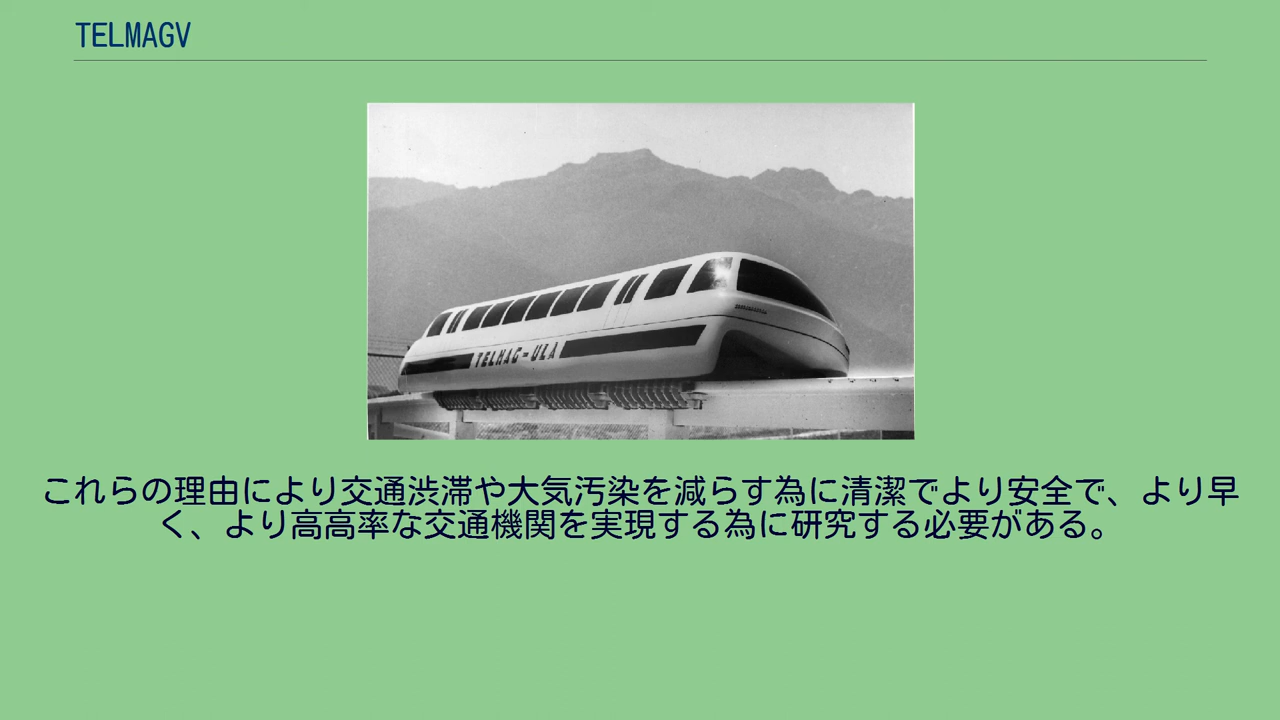 TELMAGV
TELMAG-ULA
これらの理由により交通渋滞や大気汚染を減らす為に清潔でより安全で、より早
く、より高高率な交通機関を実現する為に研究する必要がある。